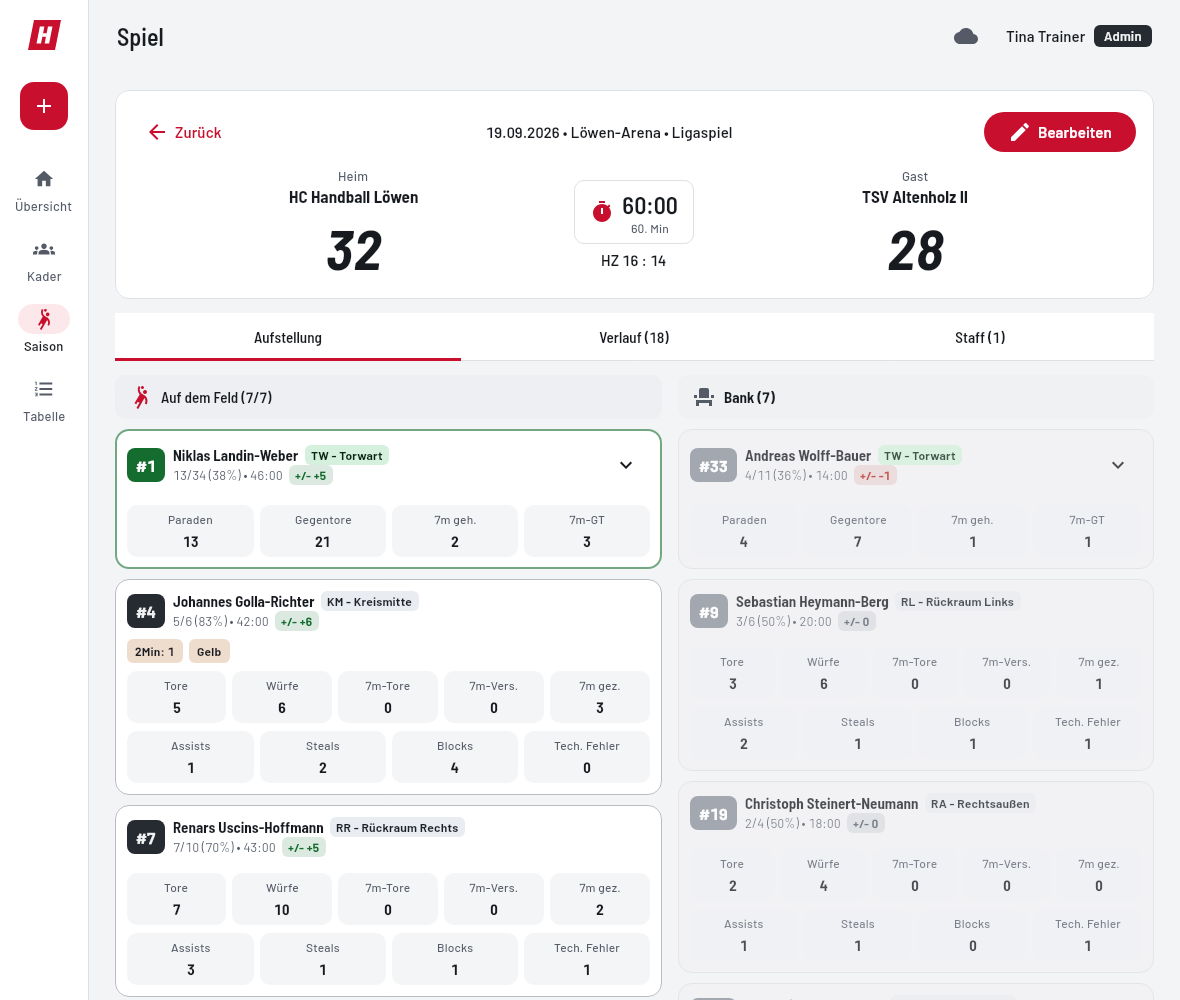 H
Spiel
Tina Trainer
Admin
+
Übersicht
Kader
Saison
Tabelle
Zurück
19.09.2026 • Löwen-Arena • Ligaspiel
Bearbeiten
Heim
HC Handball Löwen
32
60:00
60. Min
HZ 16 : 14
Gast
TSV Altenholz II
28
Aufstellung
Verlauf (18)
Staff (1)
Auf dem Feld (7/7)
#1
Niklas Landin-Weber TW - Torwart
13/34 (38%) • 46:00 +/- +5
Paraden Gegentore 7m geh. 7m-GT
13 21 2 3
#4
Johannes Golla-Richter KM - Kreismitte
5/6 (83%) • 42:00 +/- +6
2Min: 1 Gelb
Tore Würfe 7m-Tore 7m-Vers. 7m gez.
5 6 0 0 3
Assists Steals Blocks Tech. Fehler
1 2 4 0
#7
Renars Uscins-Hoffmann RR - Rückraum Rechts
7/10 (70%) • 43:00 +/- +5
Tore Würfe 7m-Tore 7m-Vers. 7m gez.
7 10 0 0 2
Assists Steals Blocks Tech. Fehler
3 1 1 1
Bank (7)
#33
Andreas Wolff-Bauer TW - Torwart
4/11 (36%) • 14:00 +/- -1
Paraden Gegentore 7m geh. 7m-GT
4 7 1 1
#9
Sebastian Heymann-Berg RL - Rückraum Links
3/6 (50%) • 20:00 +/- 0
Tore Würfe 7m-Tore 7m-Vers. 7m gez.
3 6 0 0 1
Assists Steals Blocks Tech. Fehler
2 1 1 1
#19
Christoph Steinert-Neumann RA - Rechtsaußen
2/4 (50%) • 18:00 +/- 0
Tore Würfe 7m-Tore 7m-Vers. 7m gez.
2 4 0 0 0
Assists Steals Blocks Tech. Fehler
1 1 0 1